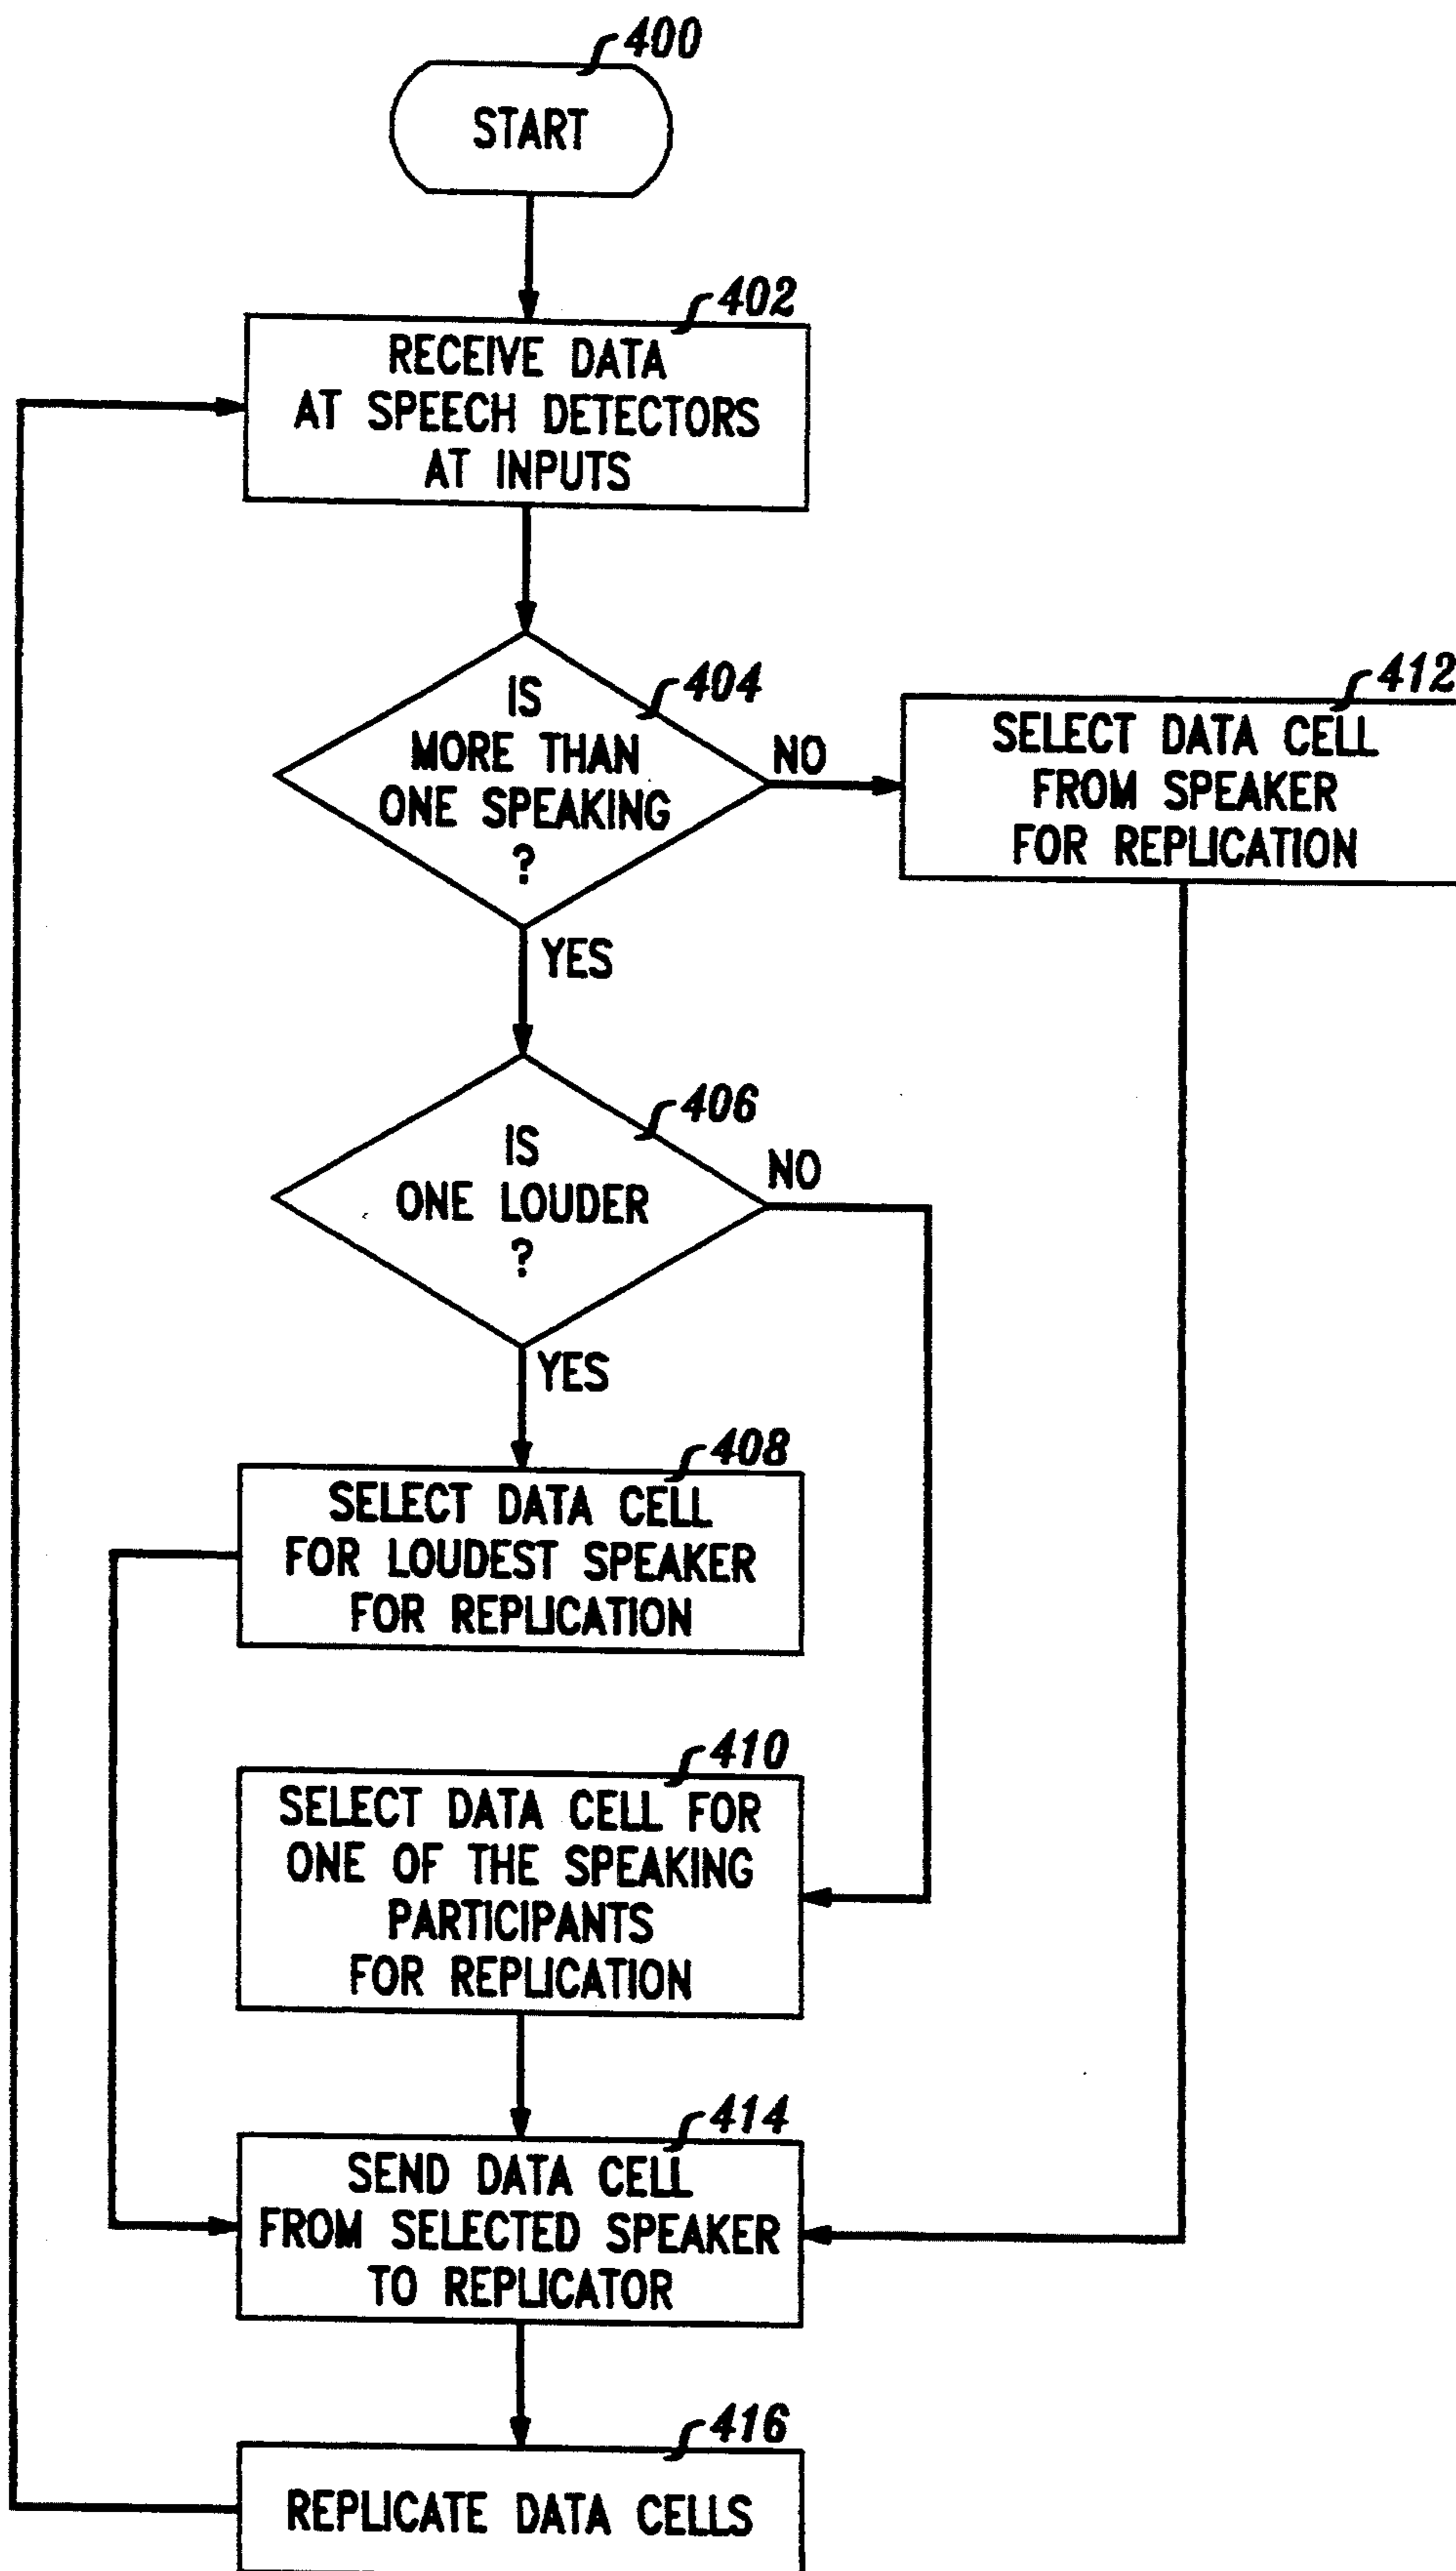 400
START
402
RECEIVE DATA
AT SPEECH DETECTORS
AT INPUTS
404
IS
MORE THAN
ONE SPEAKING
?
NO
412
SELECT DATA CELL
FROM SPEAKER
FOR REPLICATION
YES
406
IS
ONE LOUDER
?
NO
YES
408
SELECT DATA CELL
FOR LOUDEST SPEAKER
FOR REPLICATION
410
SELECT DATA CELL FOR
ONE OF THE SPEAKING
PARTICIPANTS
FOR REPLICATION
414
SEND DATA CELL
FROM SELECTED SPEAKER
TO REPLICATOR
416
REPLICATE DATA CELLS